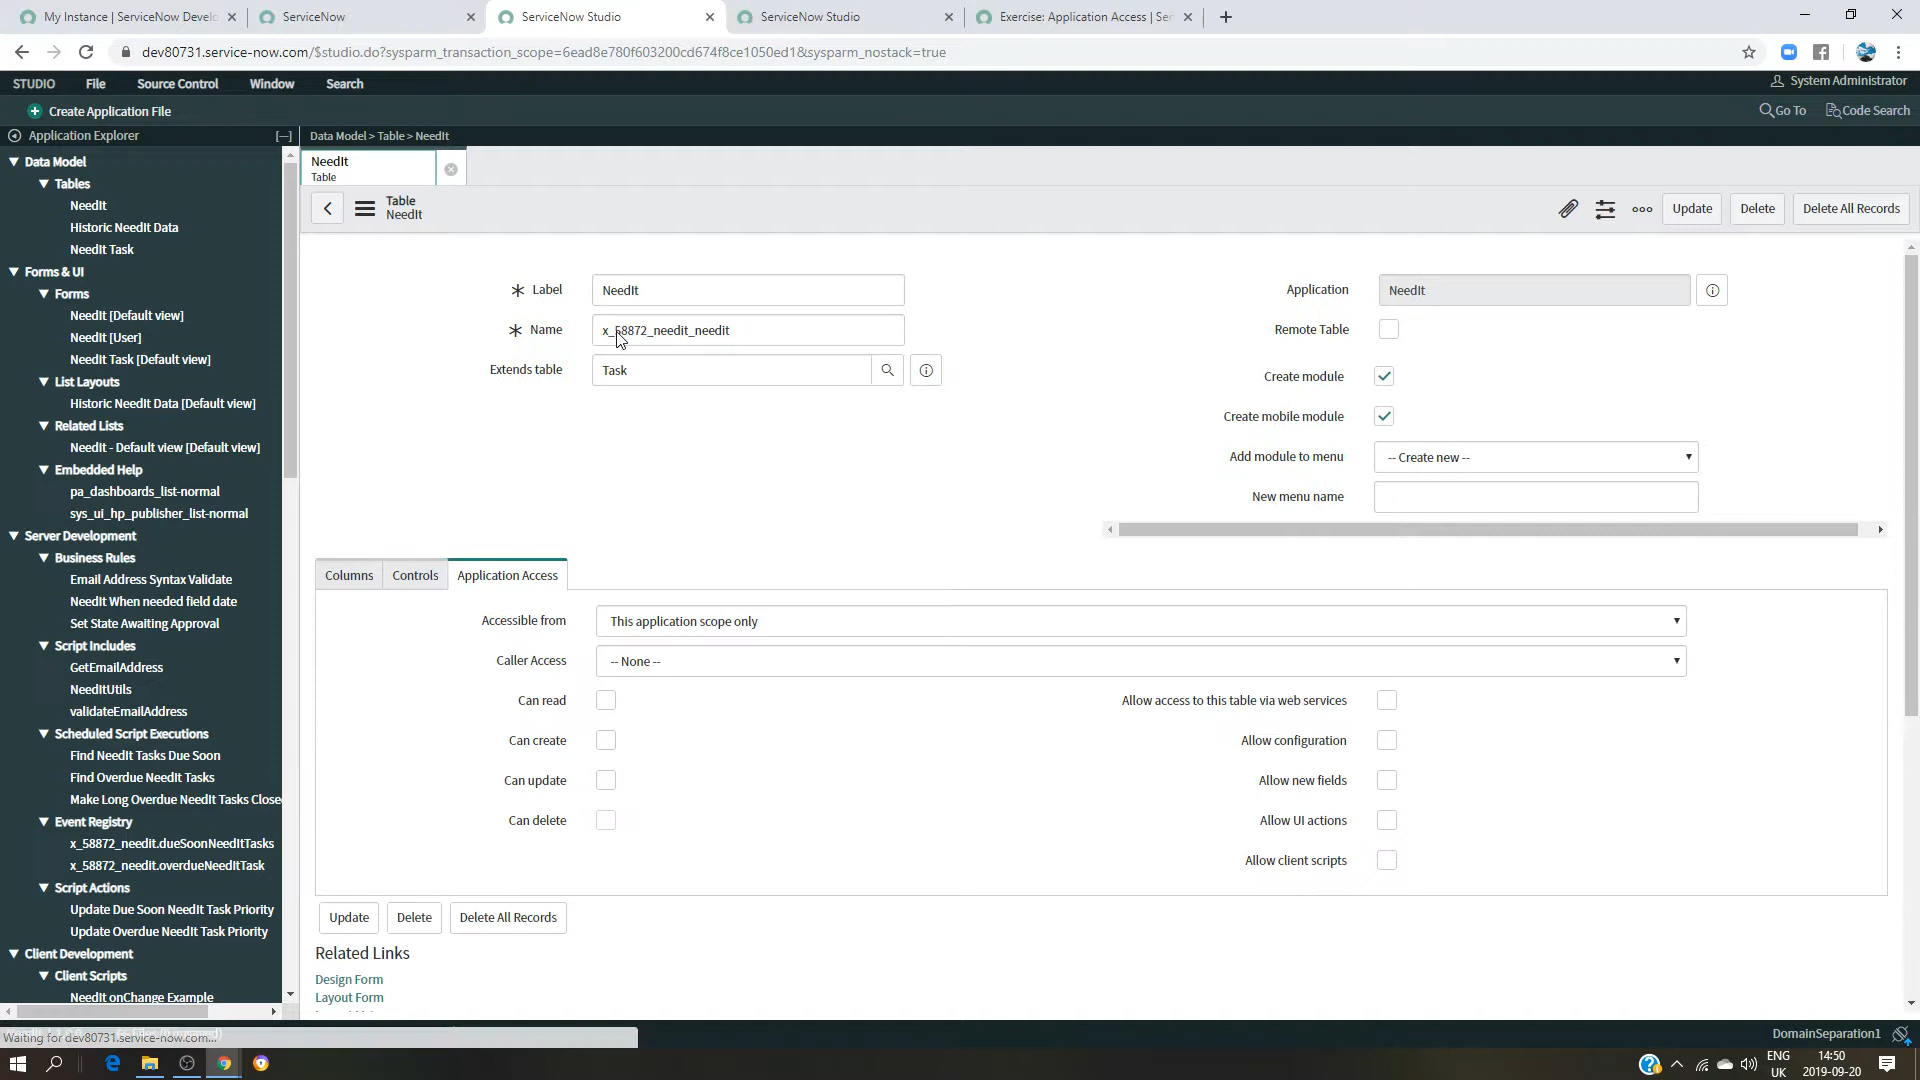 My Instance | ServiceNow Develo
ServiceNow
ServiceNow Studio
ServiceNow Studio
Exercise: Application Access | Ser
dev80731.service-now.com/$studio.do?sysparm_transaction_scope=6ead8e780f603200cd674f8ce1050ed1&sysparm_nostack=true
STUDIO File Source Control Window Search
System Administrator
Create Application File
Go To Code Search
Application Explorer
Data Model > Table > NeedIt
Data Model
Tables
NeedIt
Historic NeedIt Data
NeedIt Task
Forms & UI
Forms
NeedIt [Default view]
NeedIt [User]
NeedIt Task [Default view]
List Layouts
Historic NeedIt Data [Default view]
Related Lists
NeedIt - Default view [Default view]
Embedded Help
pa_dashboards_list-normal
sys_ui_hp_publisher_list-normal
Server Development
Business Rules
Email Address Syntax Validate
NeedIt When needed field date
Set State Awaiting Approval
Script Includes
GetEmailAddress
NeedItUtils
validateEmailAddress
Scheduled Script Executions
Find NeedIt Tasks Due Soon
Find Overdue NeedIt Tasks
Make Long Overdue NeedIt Tasks Close
Event Registry
x_58872_needit.dueSoonNeedItTasks
x_58872_needit.overdueNeedItTask
Script Actions
Update Due Soon NeedIt Task Priority
Update Overdue NeedIt Task Priority
Client Development
Client Scripts
NeedIt onChange Example
NeedIt
Table
Table
NeedIt
Update Delete Delete All Records
Label NeedIt
Name x_58872_needit_needit
Extends table Task
Application NeedIt
Remote Table
Create module
Create mobile module
Add module to menu -- Create new --
New menu name
Columns Controls Application Access
Accessible from This application scope only
Caller Access -- None --
Can read
Can create
Can update
Can delete
Allow access to this table via web services
Allow configuration
Allow new fields
Allow UI actions
Allow client scripts
Update Delete Delete All Records
Related Links
Design Form
Layout Form
Waiting for dev80731.service-now.com...
DomainSeparation1
ENG
UK
14:50
2019-09-20